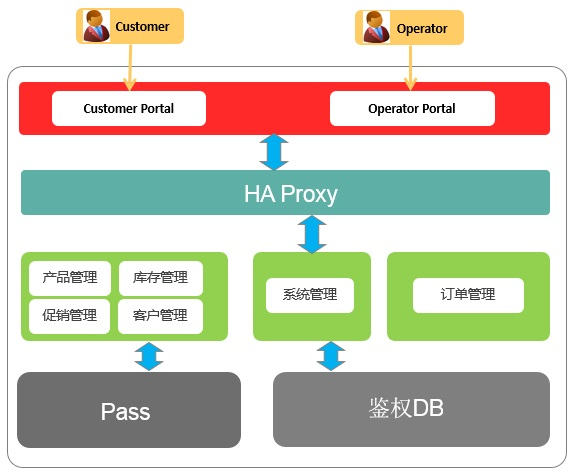 Customer
Operator
Customer Portal
Operator Portal
HA Proxy
产品管理
库存管理
促销管理
客户管理
系统管理
订单管理
Pass
鉴权DB